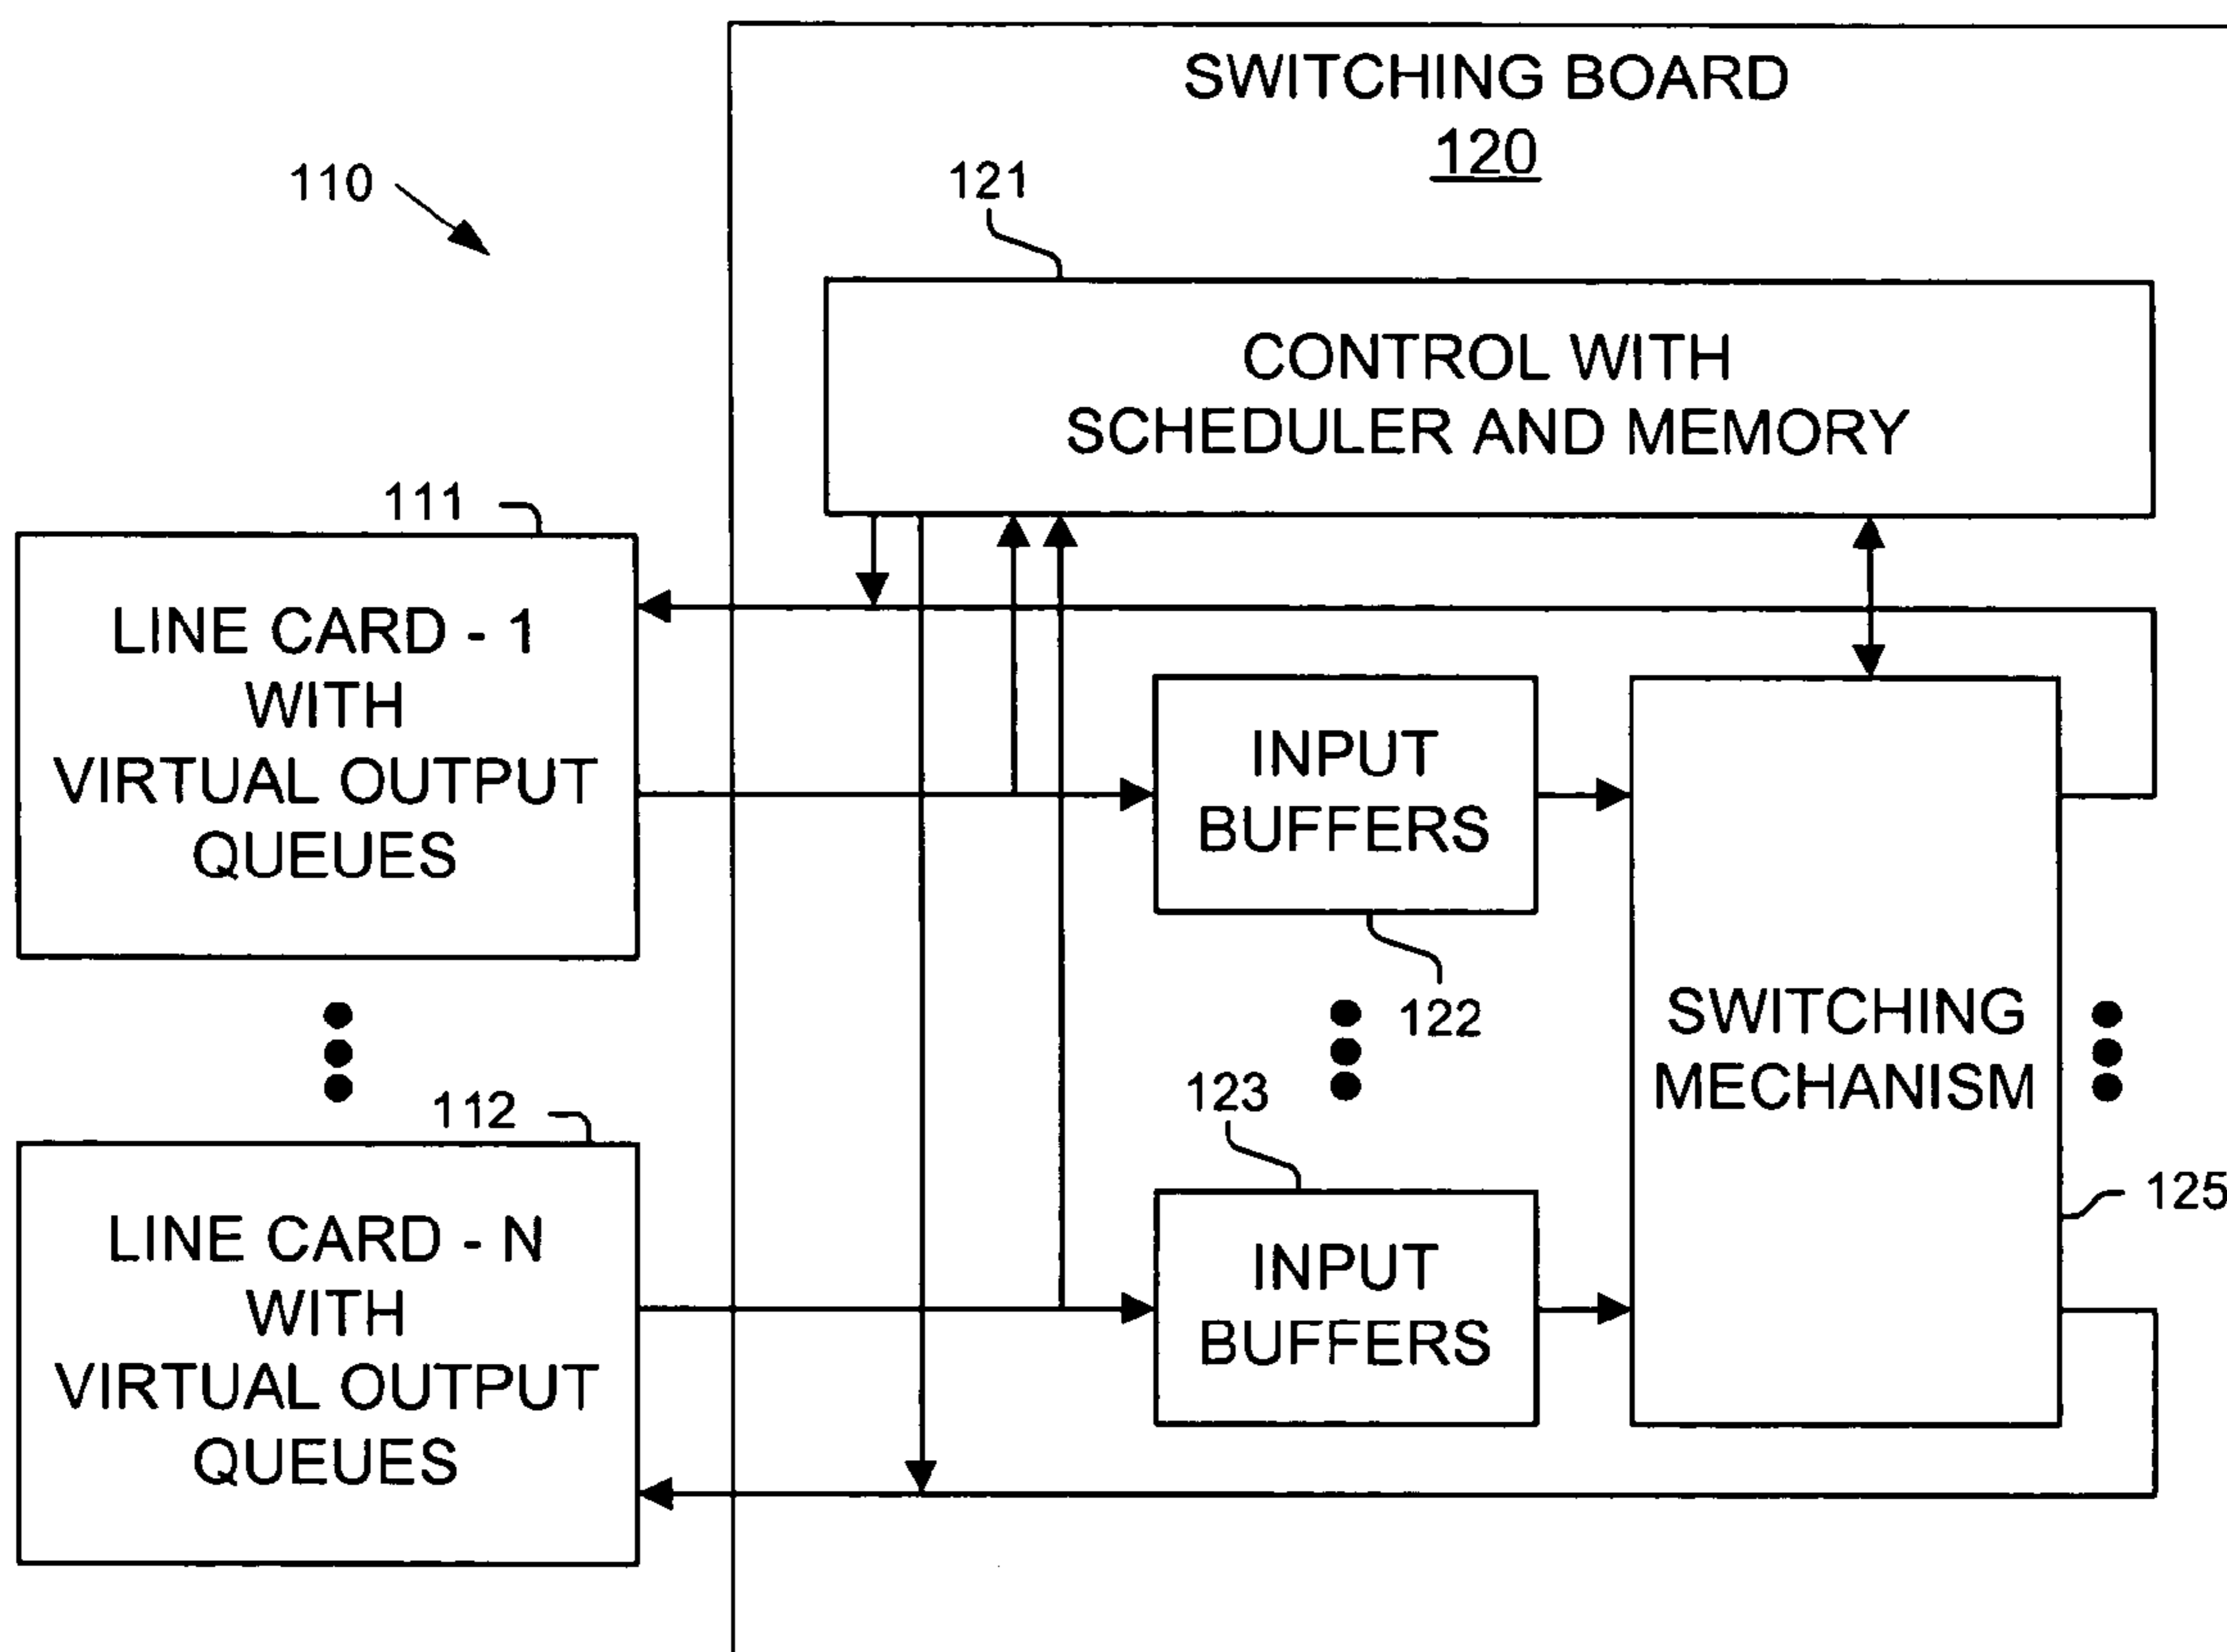 SWITCHING BOARD
120
110
121
CONTROL WITH
SCHEDULER AND MEMORY
111
LINE CARD - 1
WITH
VIRTUAL OUTPUT
QUEUES
INPUT
BUFFERS
122
SWITCHING
MECHANISM
112
123
125
LINE CARD - N
WITH
VIRTUAL OUTPUT
QUEUES
INPUT
BUFFERS